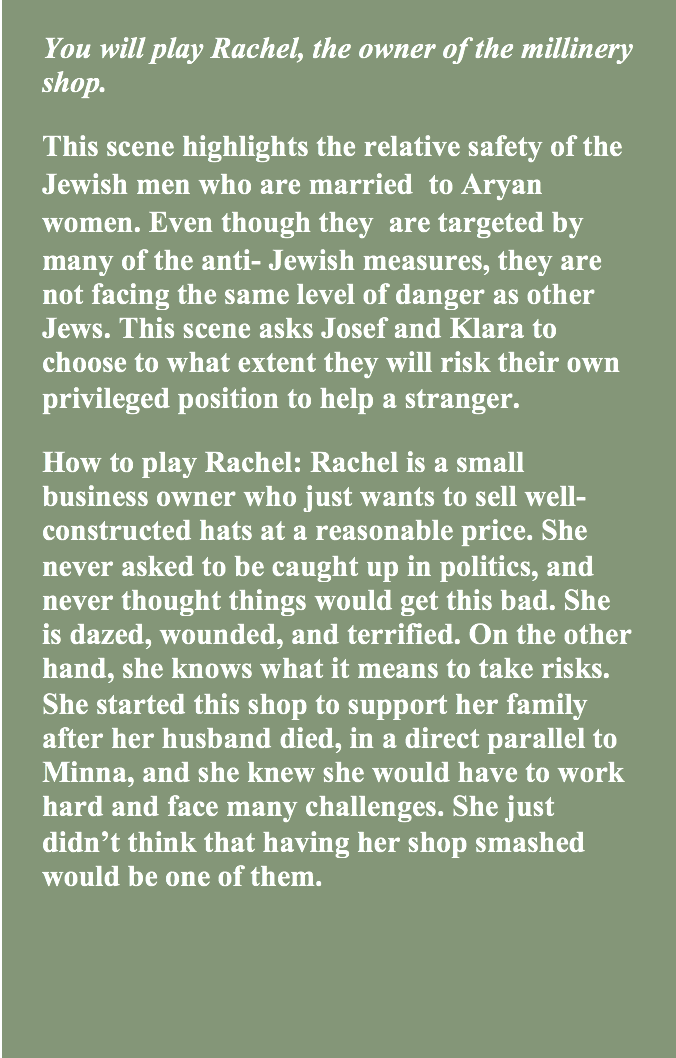 You will play Rachel, the owner of the millinery
shop.
This scene highlights the relative safety of the
Jewish men who are married  to Aryan
women. Even though they  are targeted by
many of the anti- Jewish measures, they are
not facing the same level of danger as other
Jews. This scene asks Josef and Klara to
choose to what extent they will risk their own
privileged position to help a stranger.
How to play Rachel: Rachel is a small
business owner who just wants to sell well-
constructed hats at a reasonable price. She
never asked to be caught up in politics, and
never thought things would get this bad. She
is dazed, wounded, and terrified. On the other
hand, she knows what it means to take risks.
She started this shop to support her family
after her husband died, in a direct parallel to
Minna, and she knew she would have to work
hard and face many challenges. She just
didn’t think that having her shop smashed
would be one of them.